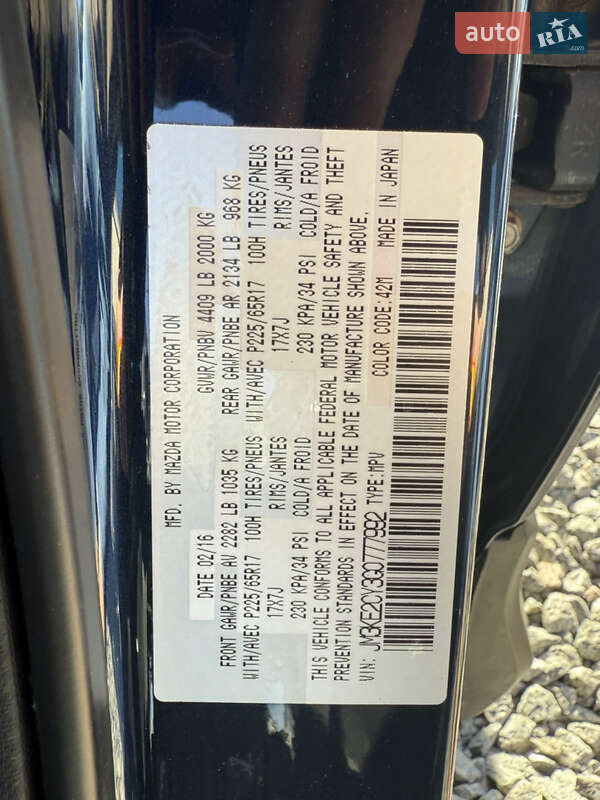 auto RIA.com
MFD. BY MAZDA MOTOR CORPORATION
DATE 02/16 GVWR/PNBV 4409 LB 2000 KG
FRONT GAWR/PNBE AV 2282 LB 1035 KG REAR GAWR/PNBE AR 2134 LB 968 KG
WITH/AVEC P225/65R17 100H TIRES/PNEUS WITH/AVEC P225/65R17 100H TIRES/PNEUS
17X7J RIMS/JANTES 17X7J RIMS/JANTES
230 KPA/34 PSI COLD/A FROID 230 KPA/34 PSI COLD/A FROID
THIS VEHICLE CONFORMS TO ALL APPLICABLE FEDERAL MOTOR VEHICLE SAFETY AND THEFT
PREVENTION STANDARDS IN EFFECT ON THE DATE OF MANUFACTURE SHOWN ABOVE.
VIN: JM3KE2CY3G0777992 TYPE:MPV COLOR CODE:42M MADE IN JAPAN